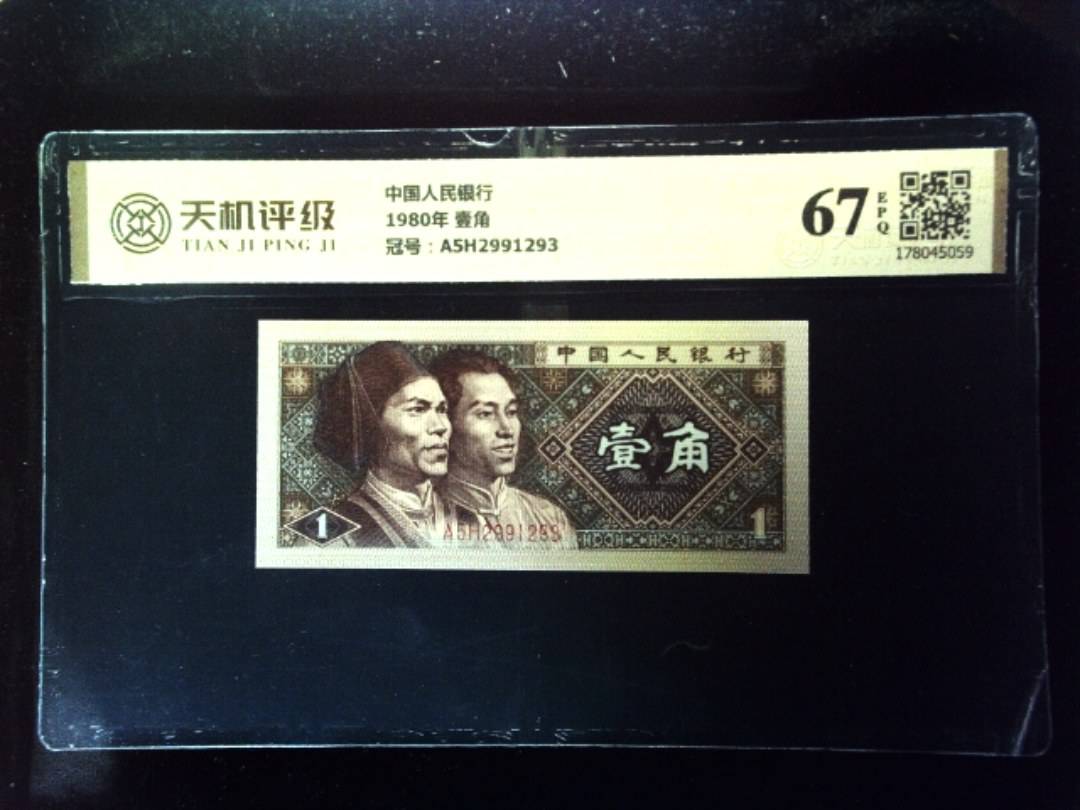 天机评级
TIAN JI PING JI
中国人民银行
1980年 壹角
冠号：A5H2991293
67
EPQ
178045059
中国人民银行
壹角
1
A5H2991293
1